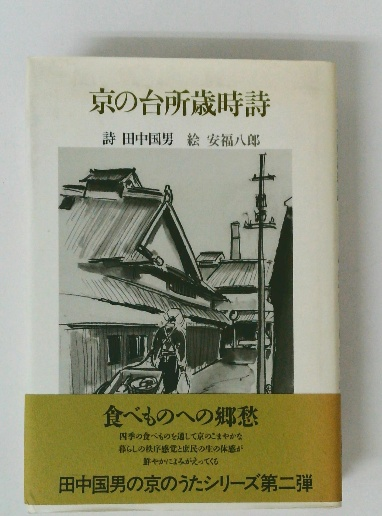 京の台所歳時詩
詩 田中国男 絵 安福八郎
食べものへの郷愁
四季の食べものを通して京のこまやかな
暮らしの秩序感覚と庶民の生の体感が
鮮やかによみがえってくる
田中国男の京のうたシリーズ第二弾